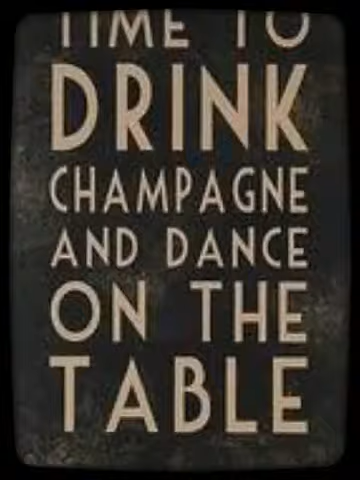 TIME TO
DRINK
CHAMPAGNE
AND DANCE
ON THE
TABLE